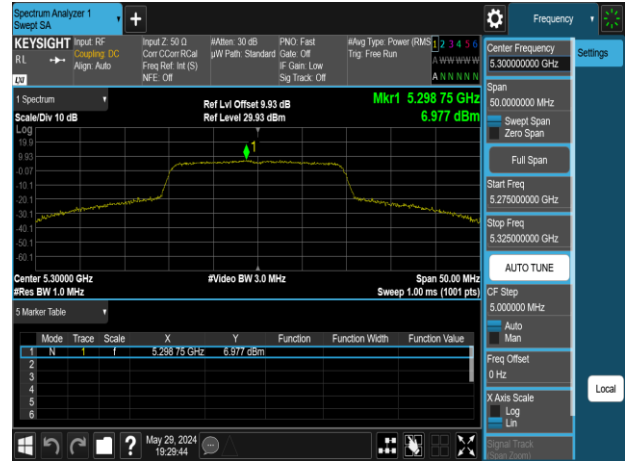 Spectrum Analyzer 1
Swept SA
+
Frequency
KEYSIGHT
RL
LXI
Input: RF
Coupling: DC
Align: Auto
Input Z: 50 Ω
Corr CCorr RCal
Freq Ref: Int (S)
NFE: Off
#Atten: 30 dB
µW Path: Standard
PNO: Fast
Gate: Off
IF Gain: Low
Sig Track: Off
#Avg Type: Power (RMS
Trig: Free Run
1 2 3 4 5 6
A W W W W W
A N N N N N
1 Spectrum
Scale/Div 10 dB
Ref Lvl Offset 9.93 dB
Ref Level 29.93 dBm
Mkr1 5.298 75 GHz
6.977 dBm
Log
19.9
9.93
-0.07
-10.1
-20.1
-30.1
-40.1
-50.1
-60.1
1
Center 5.30000 GHz
#Res BW 1.0 MHz
#Video BW 3.0 MHz
Span 50.00 MHz
Sweep 1.00 ms (1001 pts)
5 Marker Table
Mode Trace Scale X Y Function Function Width Function Value
1 N 1 f 5.298 75 GHz 6.977 dBm
2
3
4
5
6
Center Frequency
5.300000000 GHz
Settings
Span
50.0000000 MHz
Swept Span
Zero Span
Full Span
Start Freq
5.275000000 GHz
Stop Freq
5.325000000 GHz
AUTO TUNE
CF Step
5.000000 MHz
Auto
Man
Freq Offset
0 Hz
X Axis Scale
Log
Lin
Signal Track
(Span Zoom)
Local
?
May 29, 2024
19:29:44